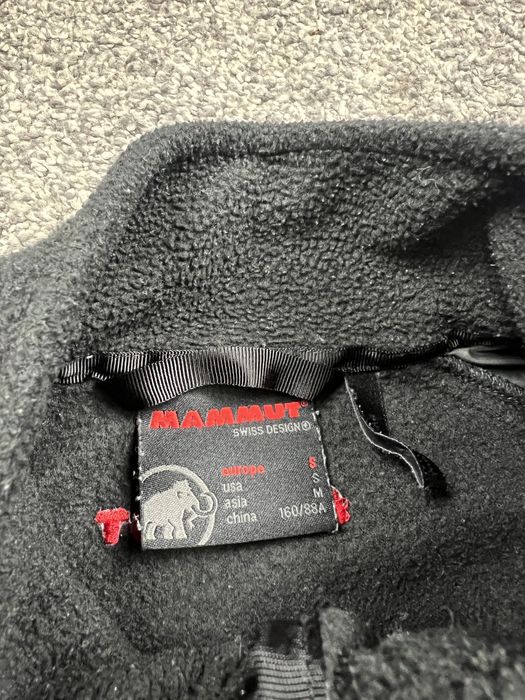 MAMMUT®
SWISS DESIGN⊕
europe S
usa S
asia M
china 160/88A